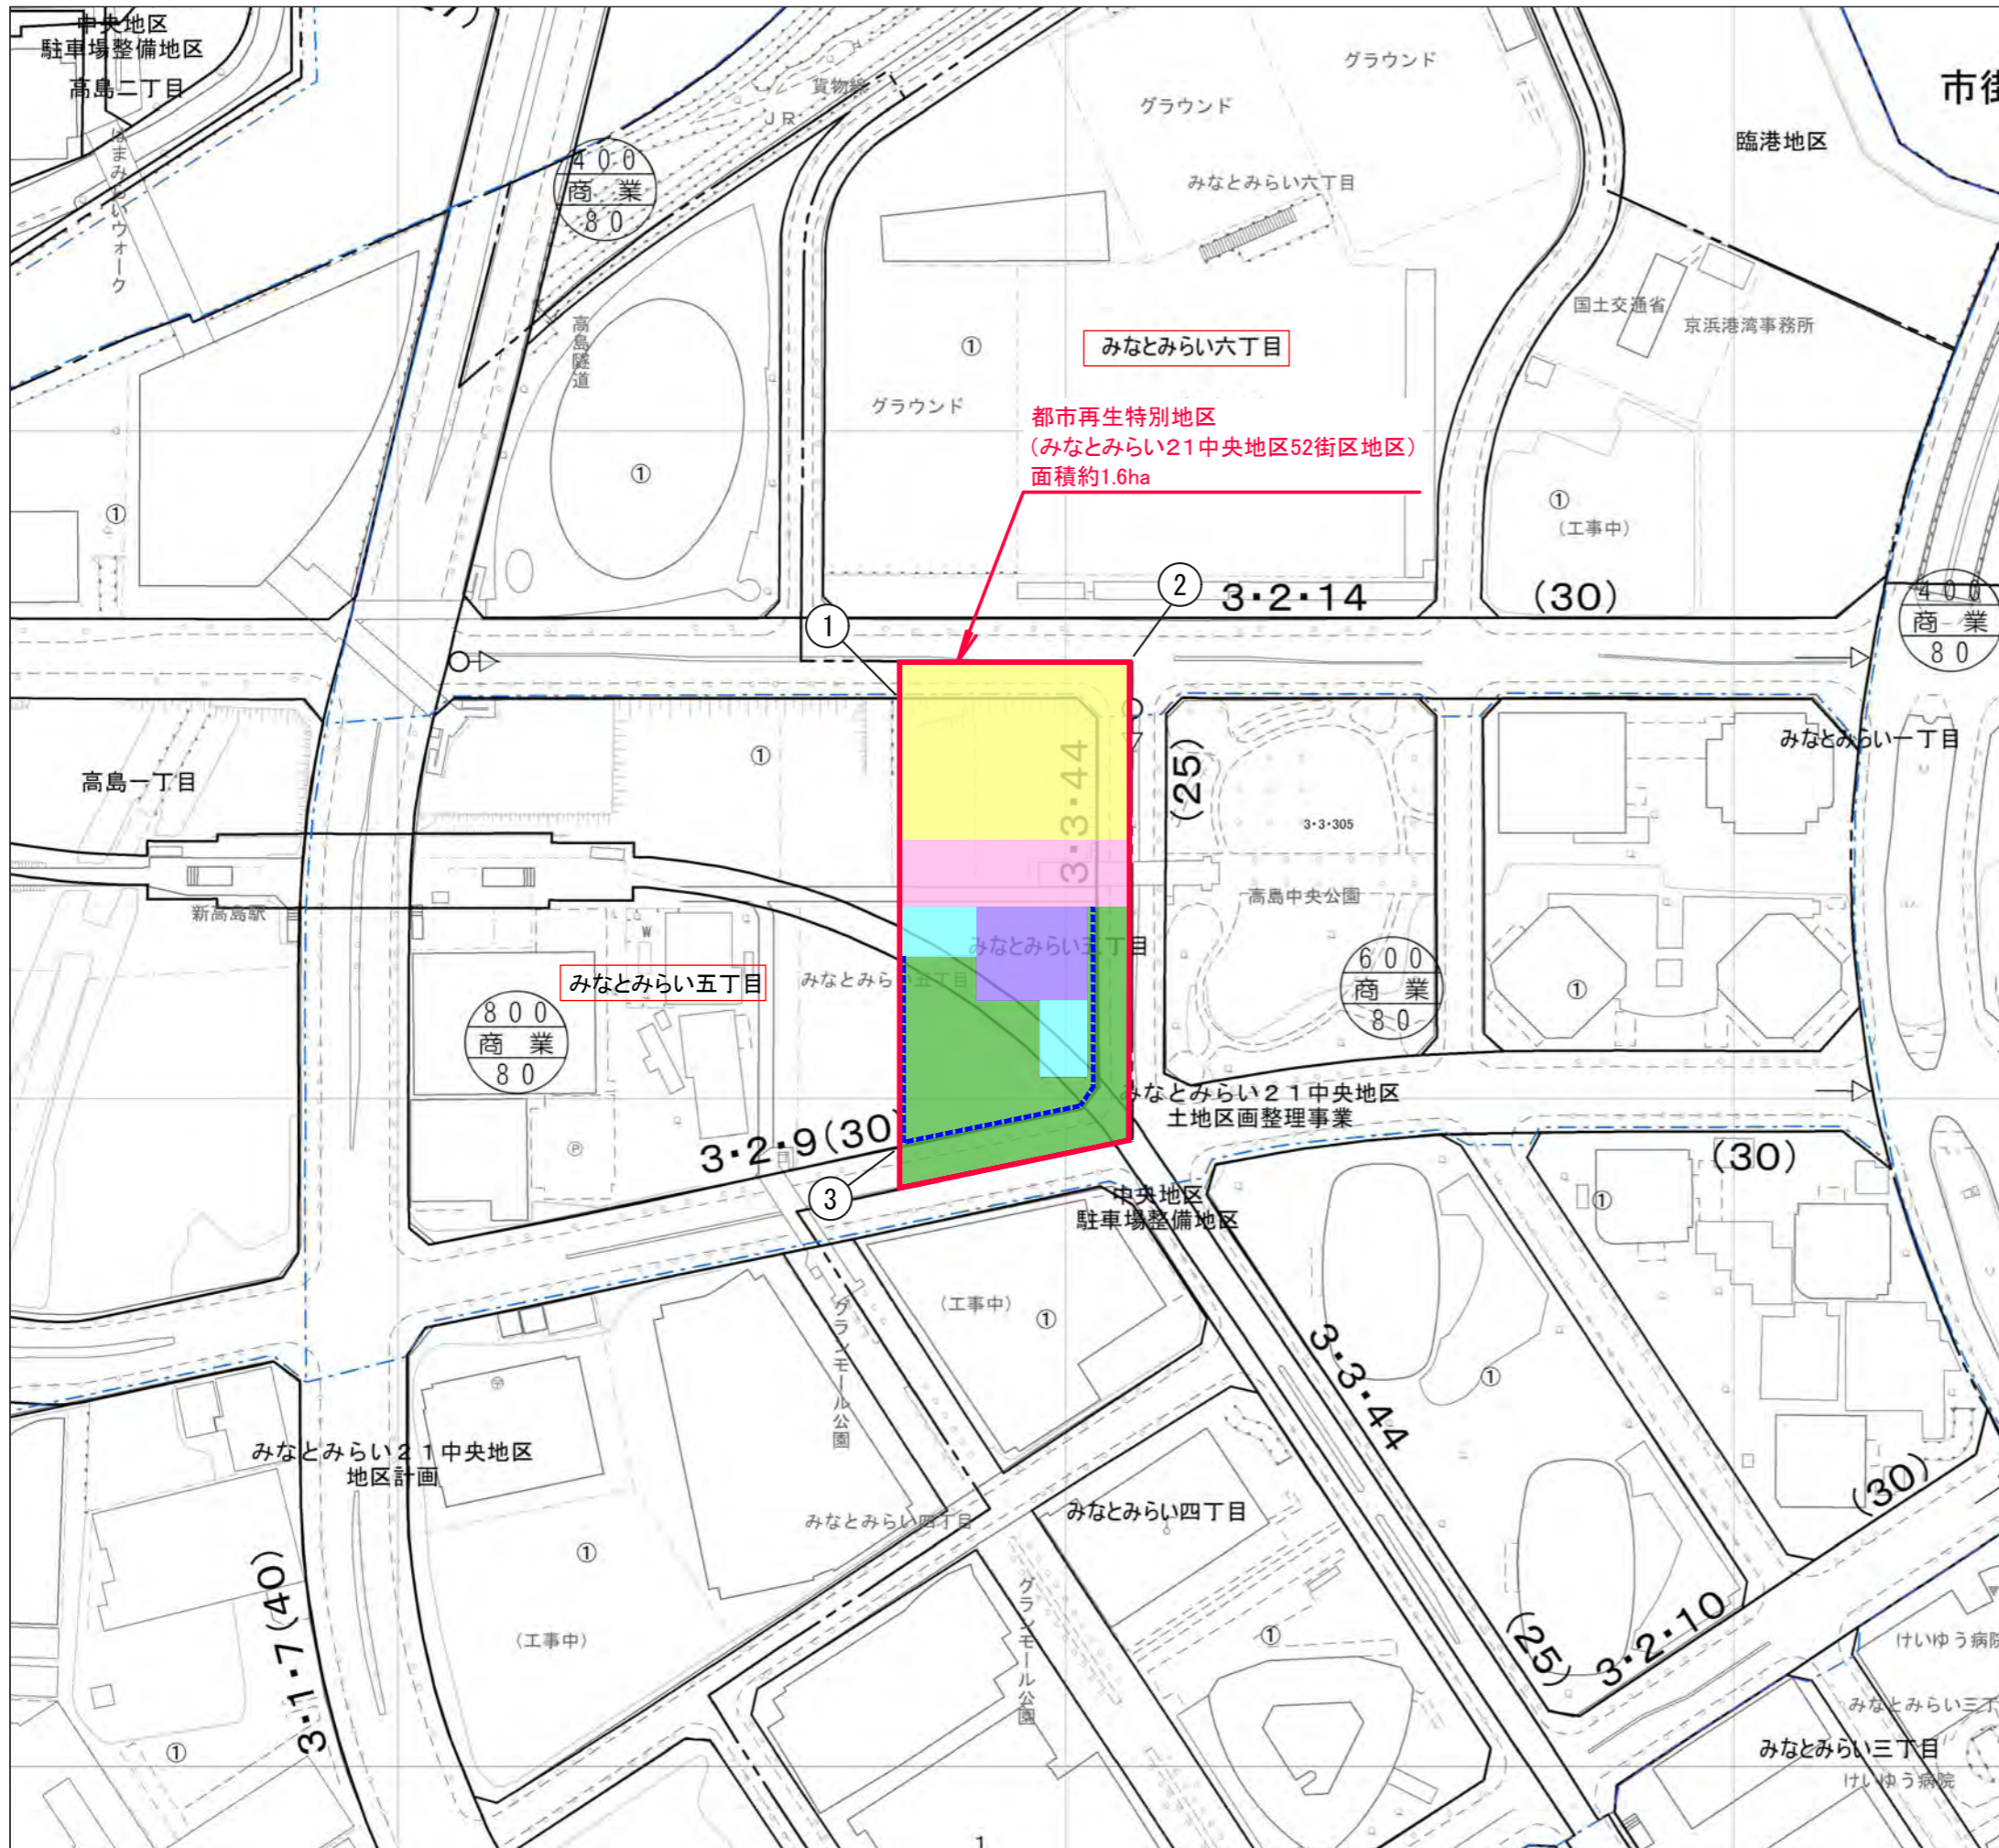 中央地区
駐車場整備地区
高島二丁目
はまみらいウォーク
400
商業
80
貨物線
JR
高島隧道
グラウンド
グラウンド
みなとみらい六丁目
臨港地区
市街
国土交通省
京浜港湾事務所
①
みなとみらい六丁目
グラウンド
都市再生特別地区
(みなとみらい21中央地区52街区地区)
面積約1.6ha
①
①
①
(工事中)
1
2
3・2・14
(30)
400
商業
80
高島一丁目
①
3・3・44
(25)
3・3・305
高島中央公園
みなとみらい一丁目
新高島駅
W
みなとみらい五丁目
みなとみらい五丁目
みなとみらい五丁目
800
商業
80
600
商業
80
①
みなとみらい21中央地区
土地区画整理事業
3・2・9(30)
P
3
中央地区
駐車場整備地区
(30)
①
グランモール公園
(工事中)
①
3・3・44
①
みなとみらい21中央地区
地区計画
みなとみらい四丁目
みなとみらい四丁目
①
(30)
3・1・7(40)
(工事中)
グランモール公園
①
(25)
3・2・10
けいゆう病院
みなとみらい三丁
みなとみらい三丁目
けいゆう病院
①
1